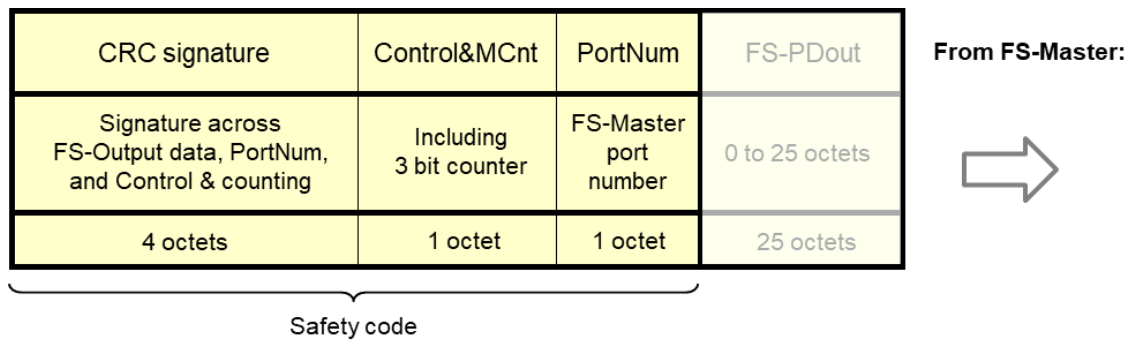 CRC signature
Control&MCnt
PortNum
FS-PDout
From FS-Master:
Signature across
FS-Output data, PortNum,
and Control & counting
Including
3 bit counter
FS-Master
port
number
0 to 25 octets
4 octets
1 octet
1 octet
25 octets
Safety code